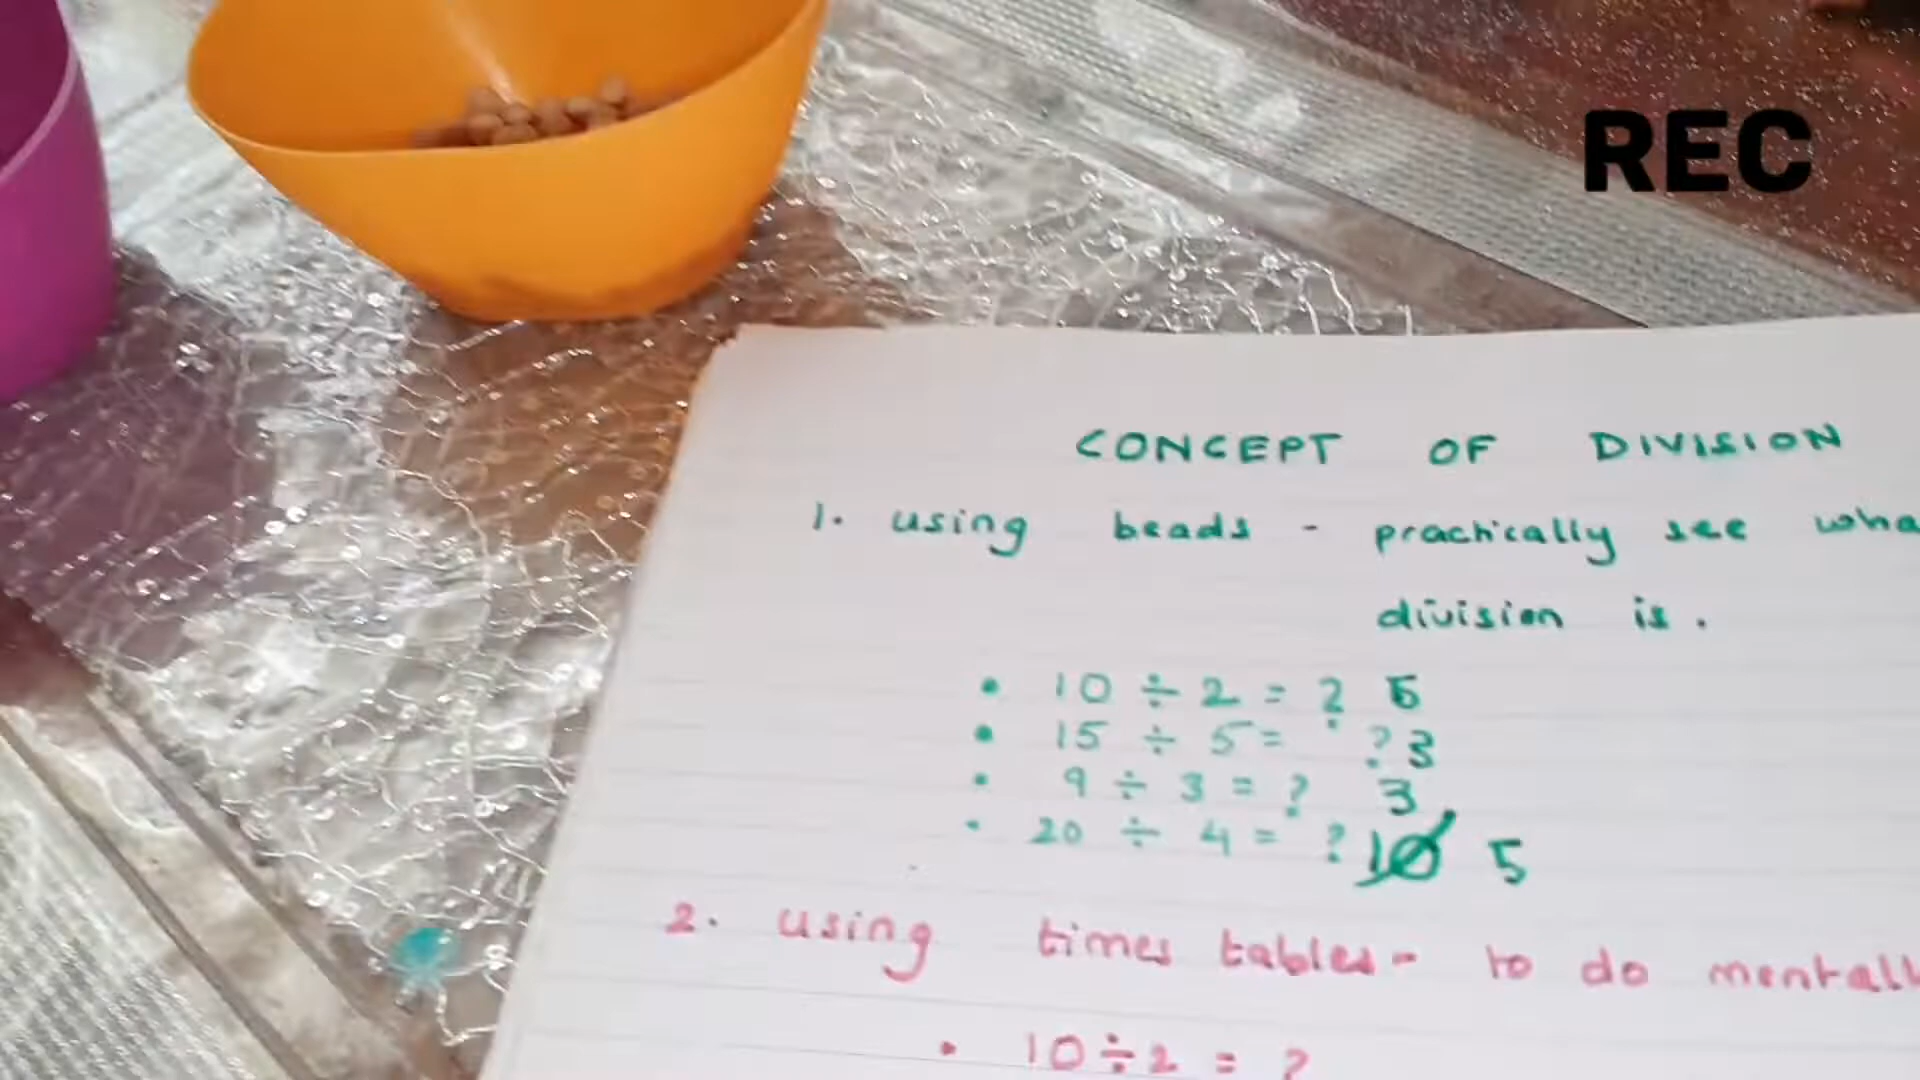 REC
CONCEPT OF DIVISION
1. using beads - practically see wha
division is.
• 10 ÷ 2 = ? 5
• 15 ÷ 5 = ? 3
• 9 ÷ 3 = ? 3
• 20 ÷ 4 = ? 10 5
2. using times tables - to do mentall
• 10 ÷ 2 = ?